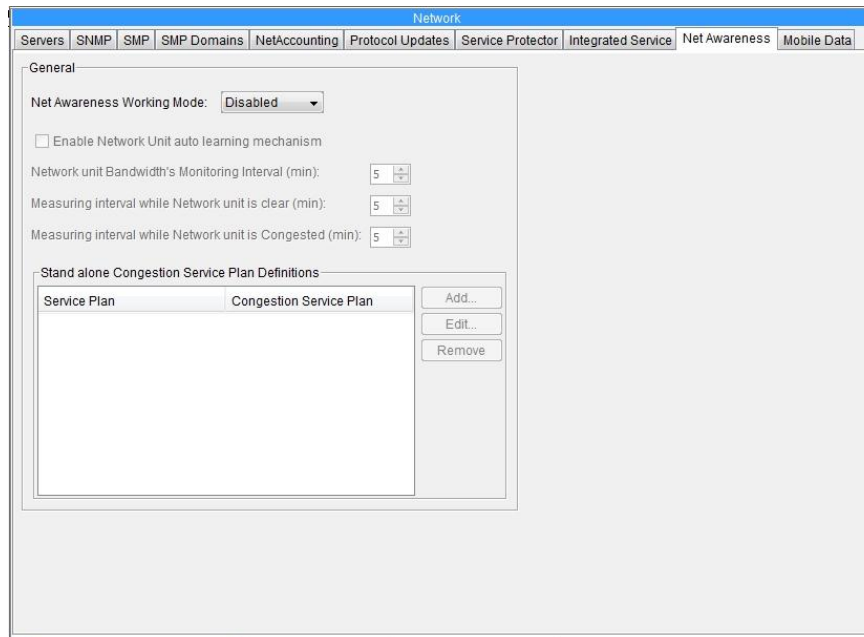 Network
Servers SNMP SMP SMP Domains NetAccounting Protocol Updates Service Protector Integrated Service Net Awareness Mobile Data
General
Net Awareness Working Mode: Disabled
Enable Network Unit auto learning mechanism
Network unit Bandwidth's Monitoring Interval (min): 5
Measuring interval while Network unit is clear (min): 5
Measuring interval while Network unit is Congested (min): 5
Stand alone Congestion Service Plan Definitions
Service Plan Congestion Service Plan
Add...
Edit...
Remove